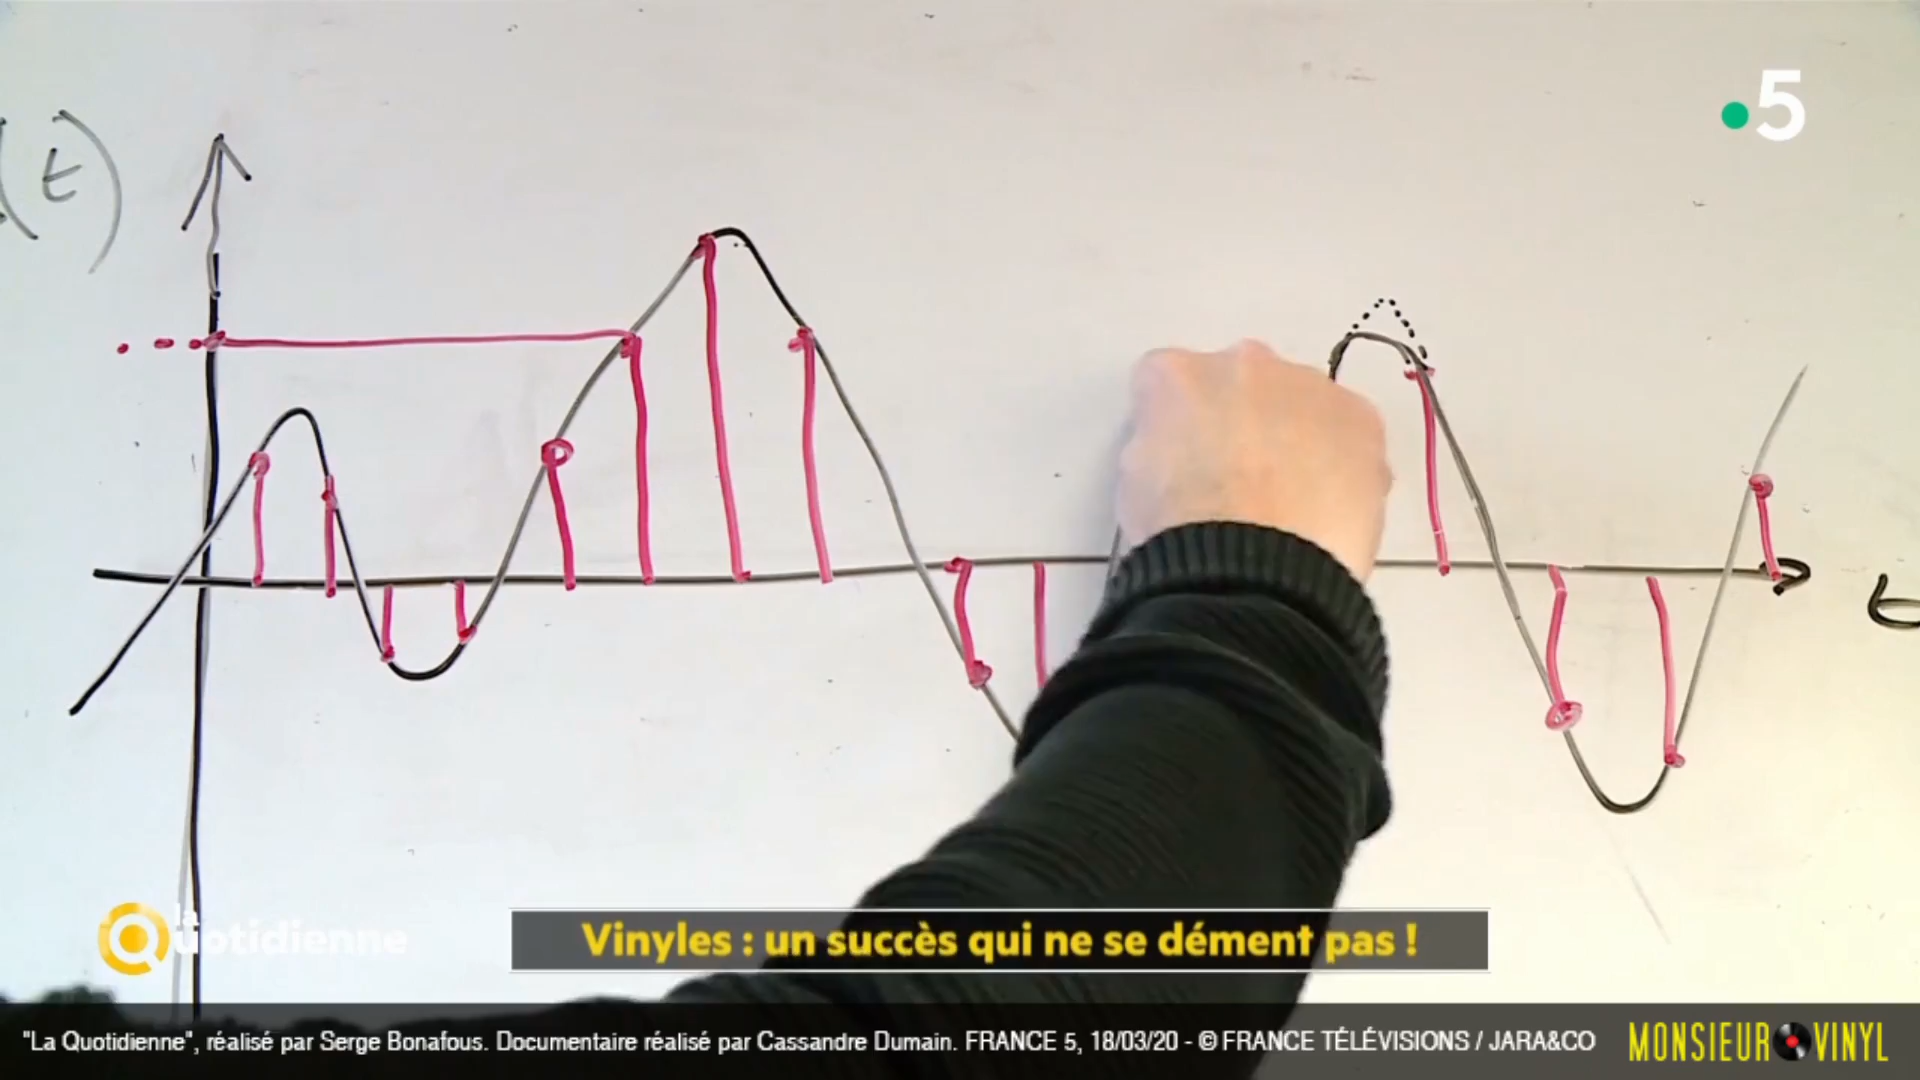 5
(t)
t
la
Quotidienne
Vinyles : un succès qui ne se dément pas !
"La Quotidienne", réalisé par Serge Bonafous. Documentaire réalisé par Cassandre Dumain. FRANCE 5, 18/03/20 - © FRANCE TÉLÉVISIONS / JARA&CO
MONSIEUR VINYL